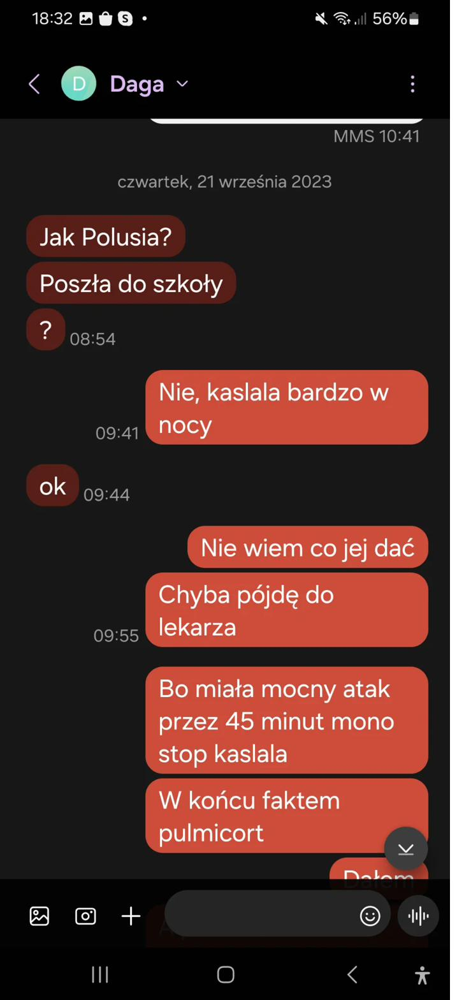 18:32
S
56%
D
Daga
MMS 10:41
czwartek, 21 września 2023
Jak Polusia?
Poszła do szkoły
?
08:54
Nie, kaslala bardzo w
nocy
09:41
ok
09:44
Nie wiem co jej dać
Chyba pójdę do
lekarza
09:55
Bo miała mocny atak
przez 45 minut mono
stop kaslala
W końcu faktem
pulmicort
Dałem